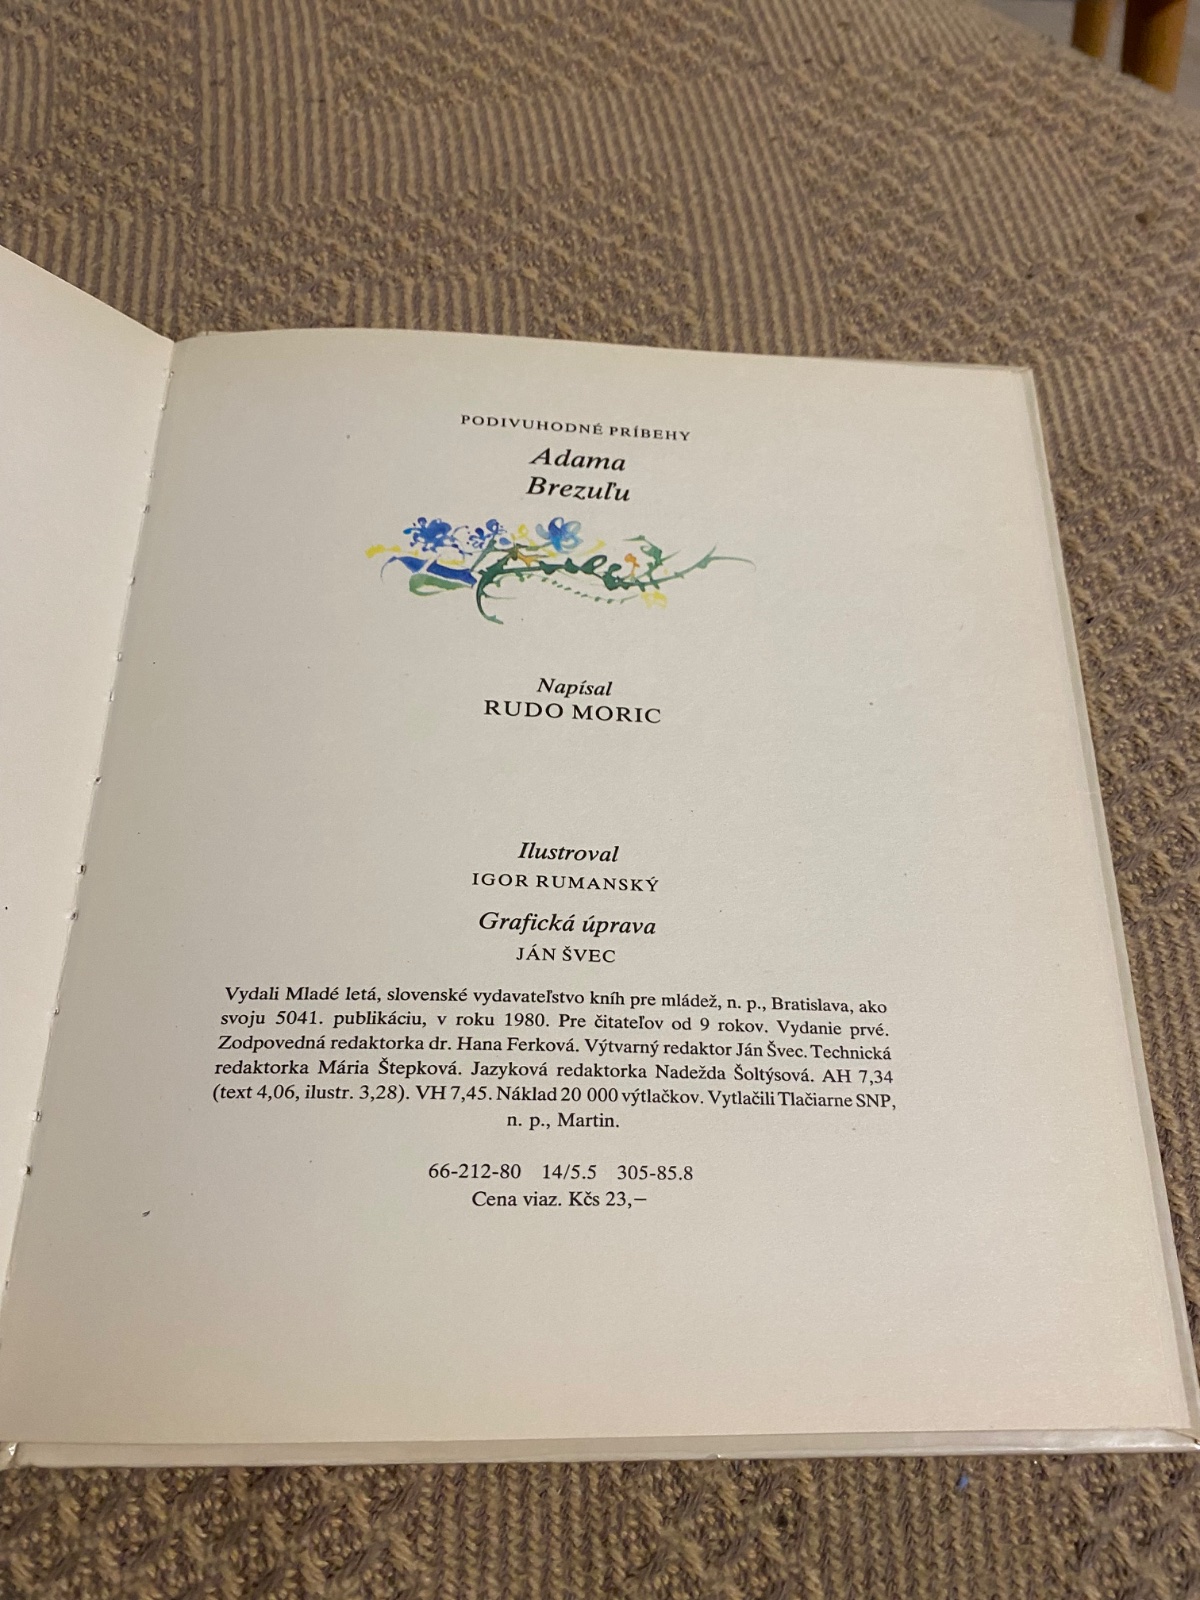 PODIVUHODNÉ PRÍBEHY
Adama
Brezuľu
Napísal
RUDO MORIC
Ilustroval
IGOR RUMANSKÝ
Grafická úprava
JÁN ŠVEC
Vydali Mladé letá, slovenské vydavateľstvo kníh pre mládež, n. p., Bratislava, ako
svoju 5041. publikáciu, v roku 1980. Pre čitateľov od 9 rokov. Vydanie prvé.
Zodpovedná redaktorka dr. Hana Ferková. Výtvarný redaktor Ján Švec. Technická
redaktorka Mária Štepková. Jazyková redaktorka Nadežda Šoltýsová. AH 7,34
(text 4,06, ilustr. 3,28). VH 7,45. Náklad 20 000 výtlačkov. Vytlačili Tlačiarne SNP,
n. p., Martin.
66-212-80 14/5.5 305-85.8
Cena viaz. Kčs 23,—